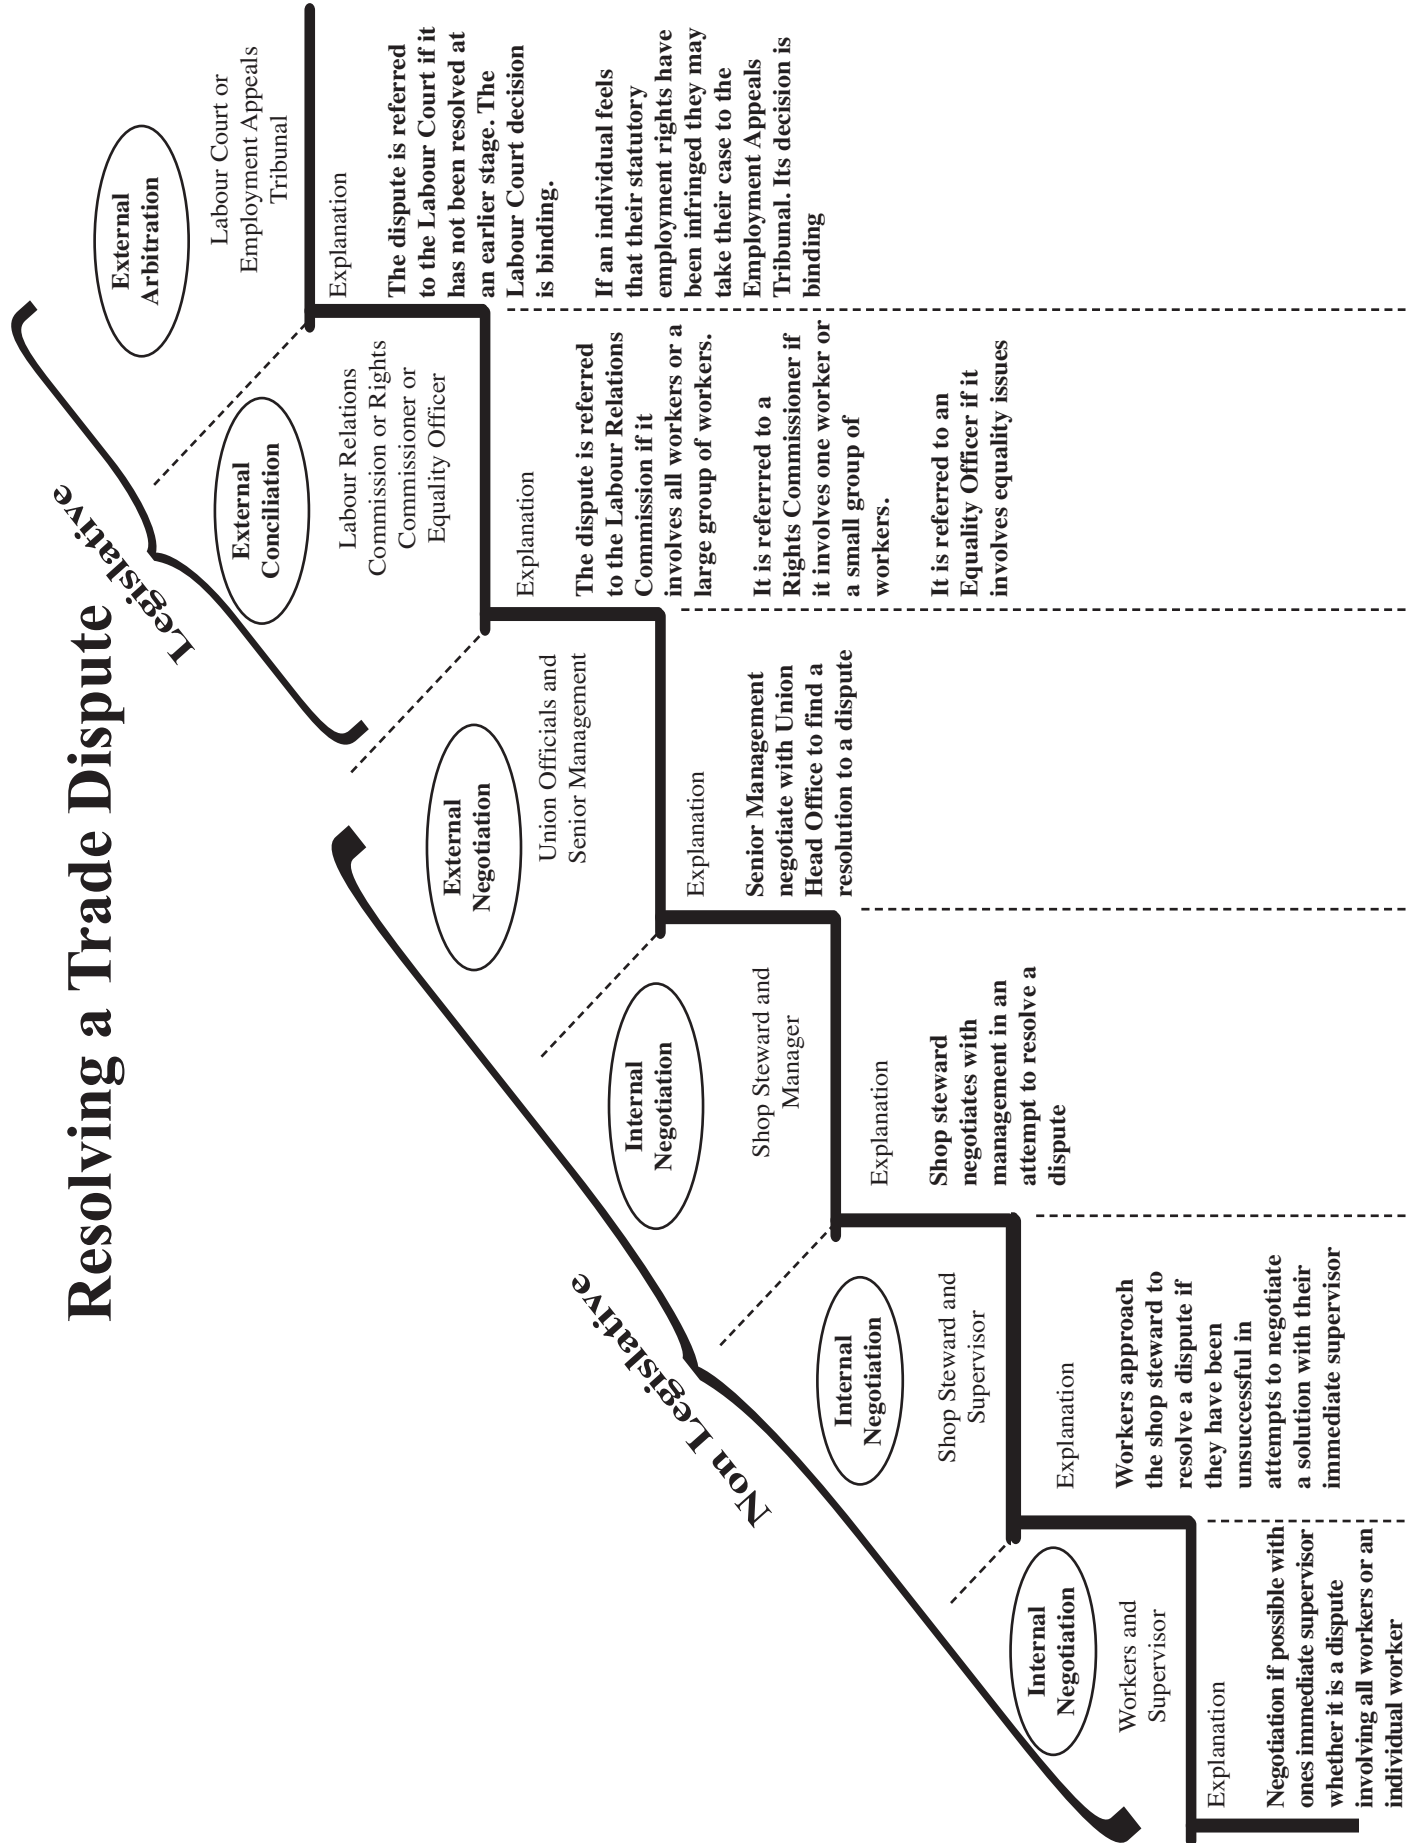 Resolving a Trade Dispute
Non Legislative
Legislative
Internal
Negotiation
Workers and
Supervisor
Explanation
Negotiation if possible with
ones immediate supervisor
whether it is a dispute
involving all workers or an
individual worker
Internal
Negotiation
Shop Steward and
Supervisor
Explanation
Workers approach
the shop steward to
resolve a dispute if
they have been
unsuccessful in
attempts to negotiate
a solution with their
immediate supervisor
Internal
Negotiation
Shop Steward and
Manager
Explanation
Shop steward
negotiates with
management in an
attempt to resolve a
dispute
External
Negotiation
Union Officials and
Senior Management
Explanation
Senior Management
negotiate with Union
Head Office to find a
resolution to a dispute
External
Conciliation
Labour Relations
Commission or Rights
Commissioner or
Equality Officer
Explanation
The dispute is referred
to the Labour Relations
Commission if it
involves all workers or a
large group of workers.
It is referrred to a
Rights Commissioner if
it involves one worker or
a small group of
workers.
It is referred to an
Equality Officer if it
involves equality issues
External
Arbitration
Labour Court or
Employment Appeals
Tribunal
Explanation
The dispute is referred
to the Labour Court if it
has not been resolved at
an earlier stage. The
Labour Court decision
is binding.
If an individual feels
that their statutory
employment rights have
been infringed they may
take their case to the
Employment Appeals
Tribunal. Its decision is
binding